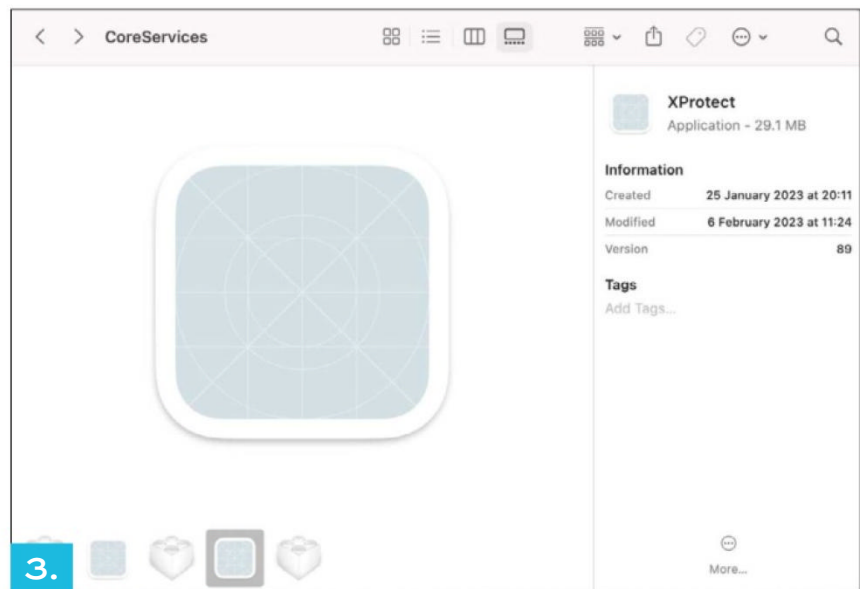 CoreServices
XProtect
Application - 29.1 MB
Information
Created 25 January 2023 at 20:11
Modified 6 February 2023 at 11:24
Version 89
Tags
Add Tags...
More...
3.